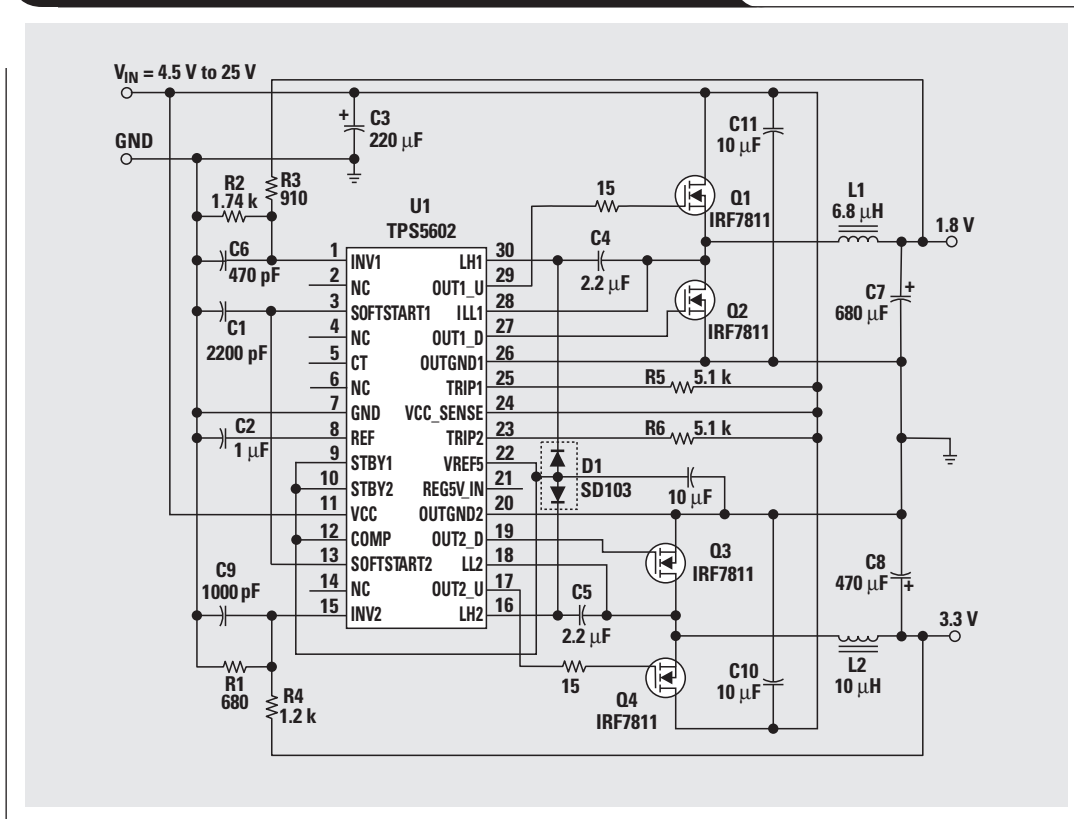 V_IN = 4.5 V to 25 V
GND
+
C3
220 µF
R2
1.74 k
R3
910
C6
470 pF
C1
2200 pF
C2
1 µF
C9
1000 pF
R1
680
R4
1.2 k
U1
TPS5602
1 INV1
2 NC
3 SOFTSTART1
4 NC
5 CT
6 NC
7 GND
8 REF
9 STBY1
10 STBY2
11 VCC
12 COMP
13 SOFTSTART2
14 NC
15 INV2
LH1 30
OUT1_U 29
ILL1 28
OUT1_D 27
OUTGND1 26
TRIP1 25
VCC_SENSE 24
TRIP2 23
VREF5 22
REG5V_IN 21
OUTGND2 20
OUT2_D 19
LL2 18
OUT2_U 17
LH2 16
15
C4
2.2 µF
Q1
IRF7811
Q2
IRF7811
C11
10 µF
L1
6.8 µH
1.8 V
C7
680 µF
+
R5 5.1 k
R6 5.1 k
D1
SD103
10 µF
Q3
IRF7811
C5
2.2 µF
15
Q4
IRF7811
C10
10 µF
C8
470 µF
+
3.3 V
L2
10 µH